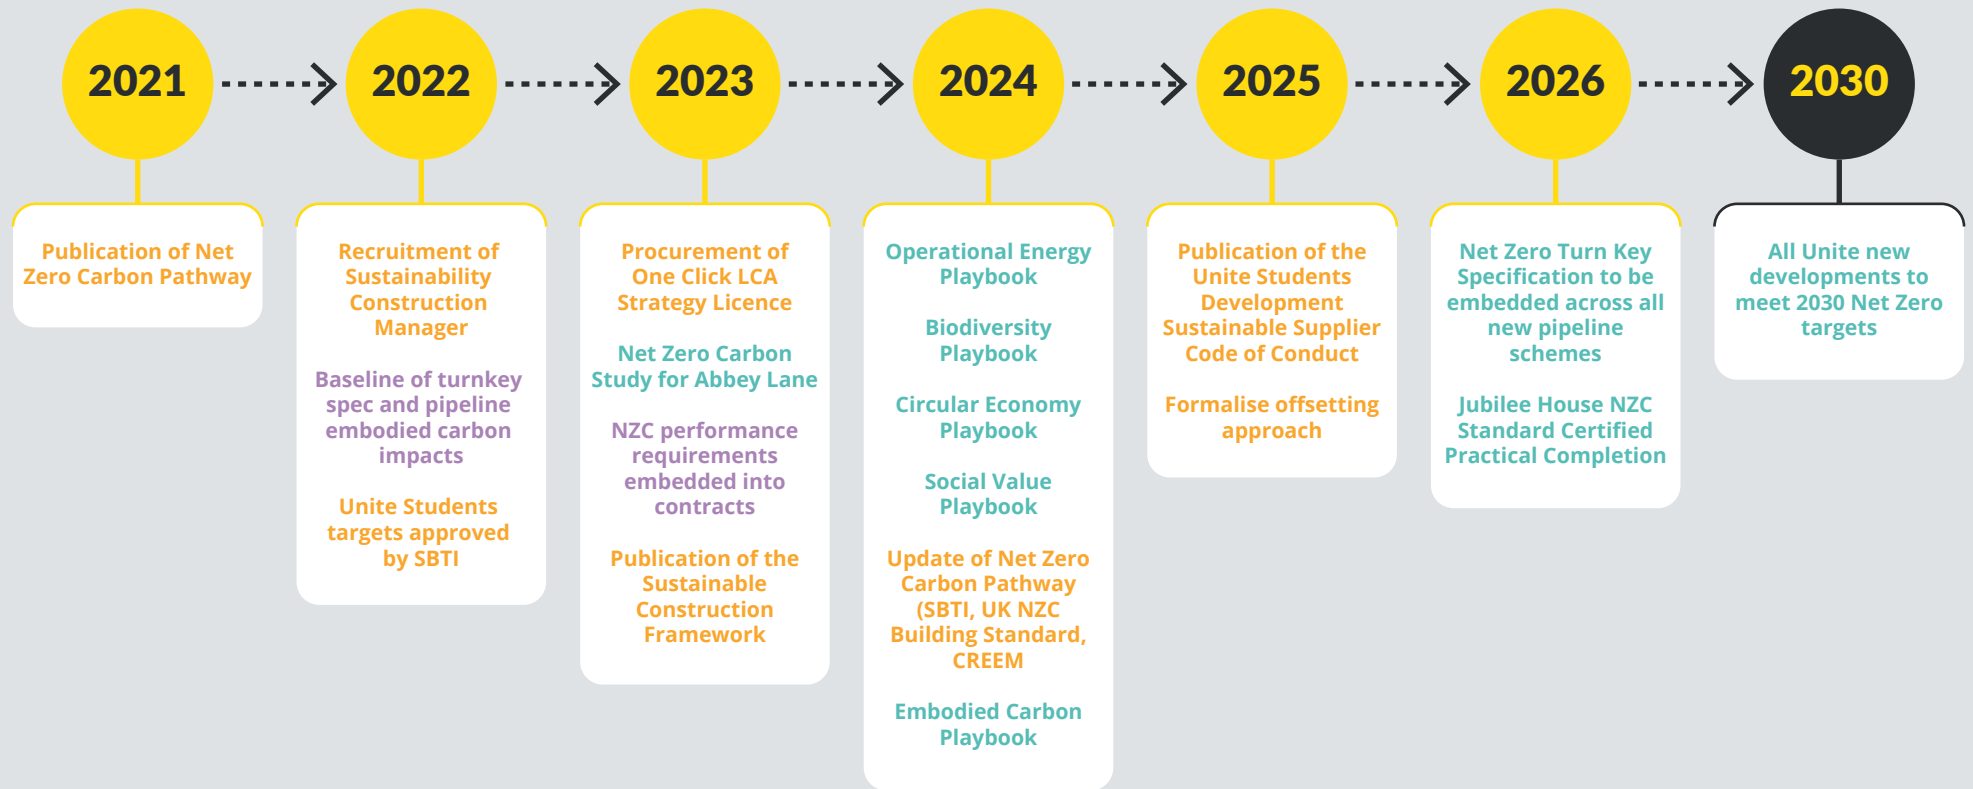 2021
2022
2023
2024
2025
2026
2030
Publication of Net
Zero Carbon Pathway
Recruitment of
Sustainability
Construction
Manager
Baseline of turnkey
spec and pipeline
embodied carbon
impacts
Unite Students
targets approved
by SBTI
Procurement of
One Click LCA
Strategy Licence
Net Zero Carbon
Study for Abbey Lane
NZC performance
requirements
embedded into
contracts
Publication of the
Sustainable
Construction
Framework
Operational Energy
Playbook
Biodiversity
Playbook
Circular Economy
Playbook
Social Value
Playbook
Update of Net Zero
Carbon Pathway
(SBTI, UK NZC
Building Standard,
CREEM
Embodied Carbon
Playbook
Publication of the
Unite Students
Development
Sustainable Supplier
Code of Conduct
Formalise offsetting
approach
Net Zero Turn Key
Specification to be
embedded across all
new pipeline
schemes
Jubilee House NZC
Standard Certified
Practical Completion
All Unite new
developments to
meet 2030 Net Zero
targets